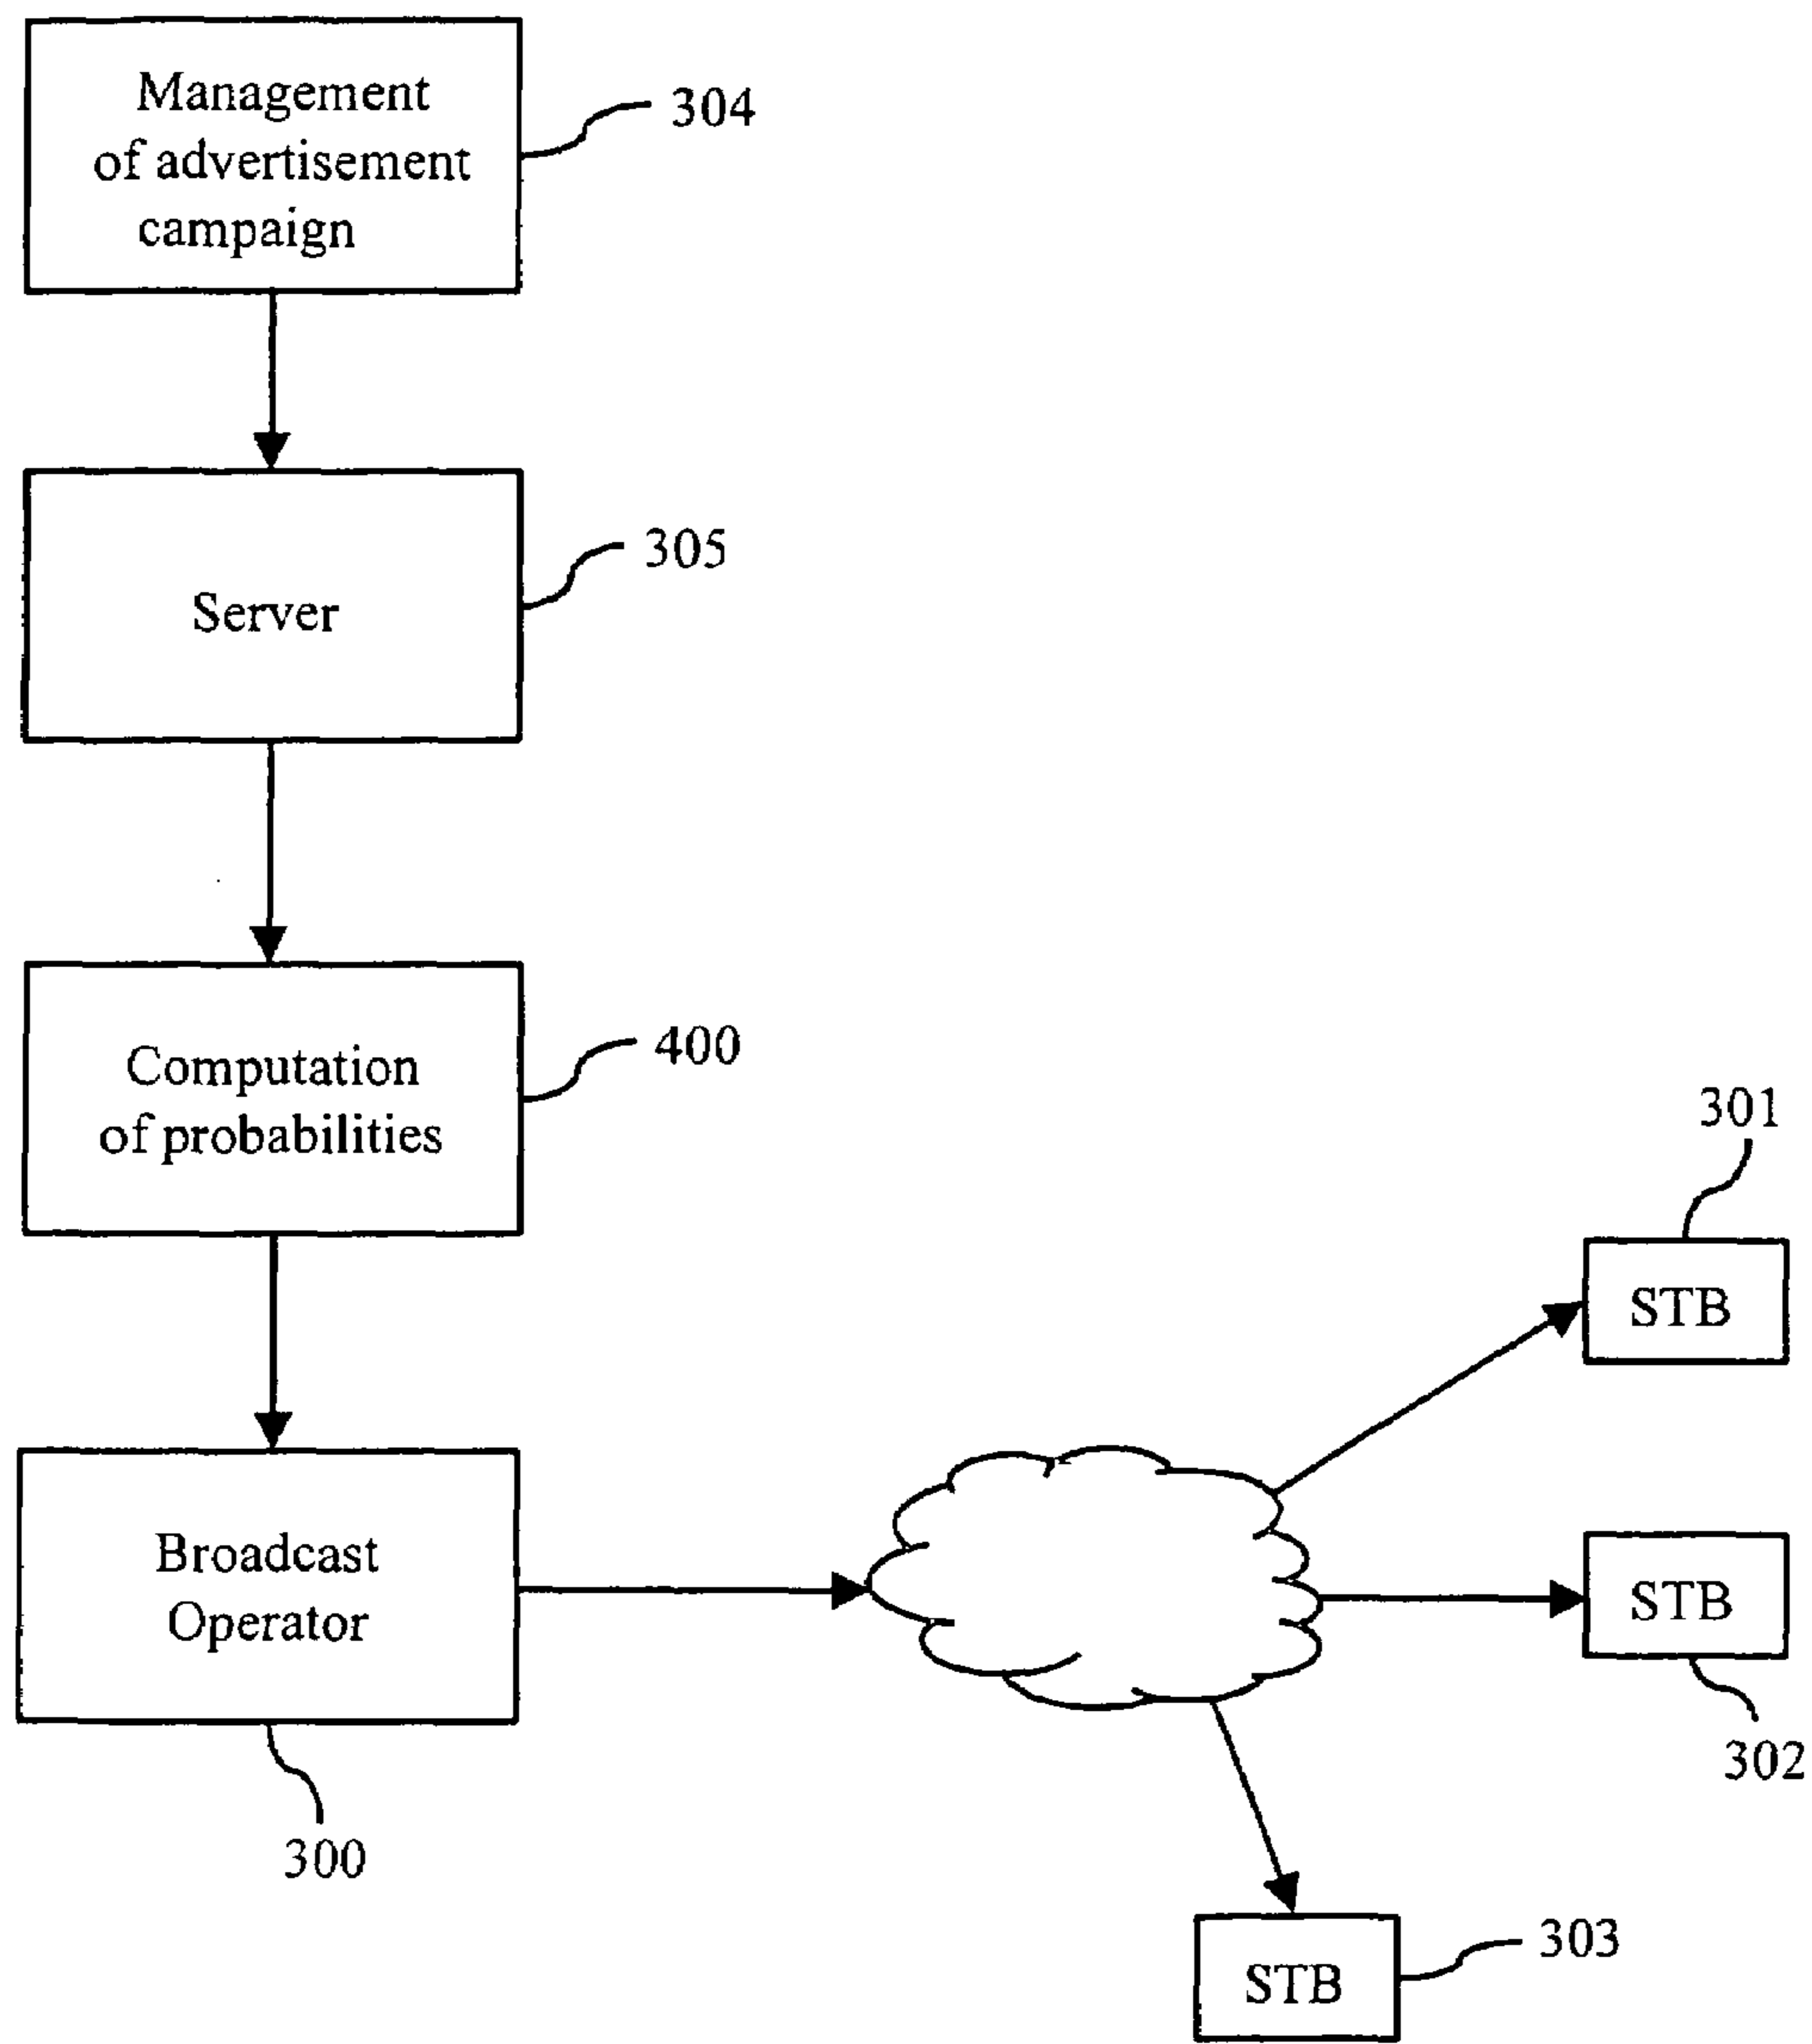 Management
of advertisement
campaign
304
Server
305
Computation
of probabilities
400
301
STB
Broadcast
Operator
STB
302
300
303
STB